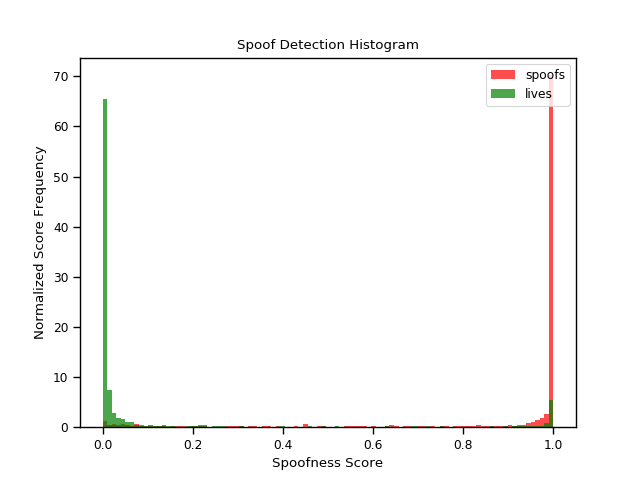 Spoof Detection Histogram
spoofs
lives
Normalized Score Frequency
70
60
50
40
30
20
10
0
0.0 0.2 0.4 0.6 0.8 1.0
Spoofness Score